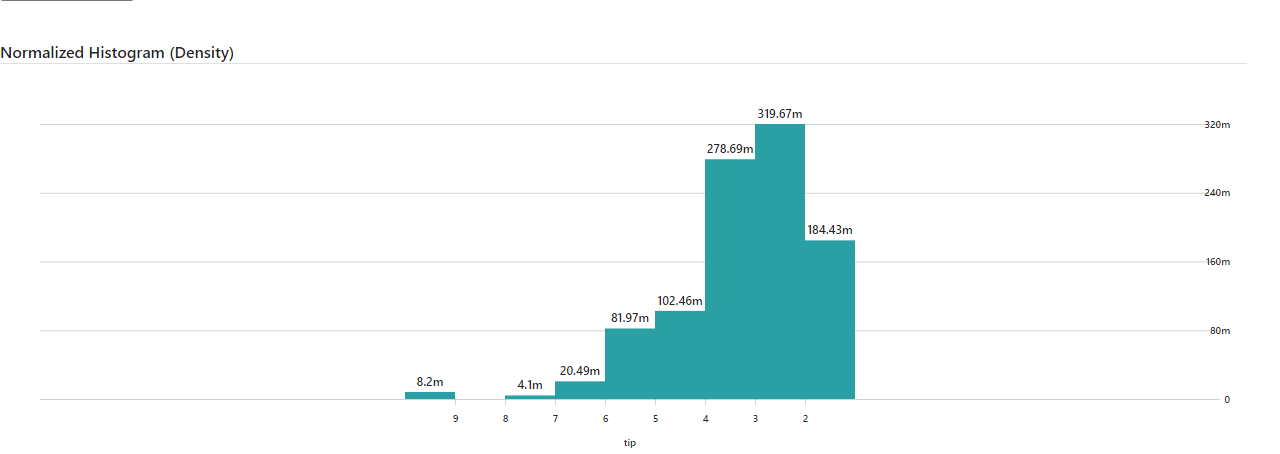 Normalized Histogram (Density)
319.67m
320m
278.69m
240m
184.43m
160m
102.46m
81.97m
80m
20.49m
8.2m
4.1m
0
9 8 7 6 5 4 3 2
tip